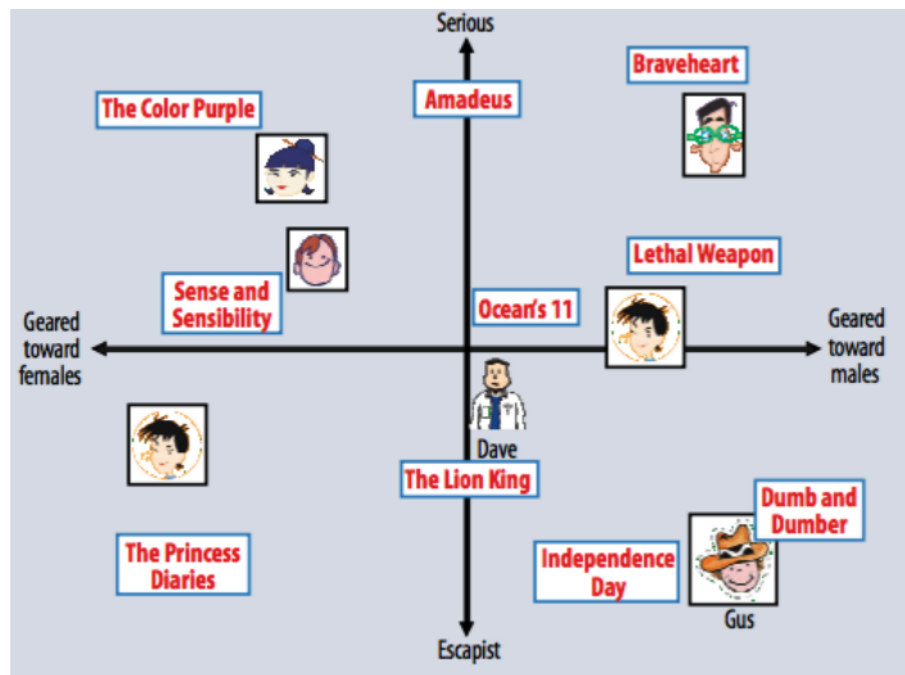 Serious
Braveheart
Amadeus
The Color Purple
Lethal Weapon
Sense and
Sensibility
Ocean's 11
Geared
toward
females
Geared
toward
males
Dave
The Lion King
Dumb and
Dumber
The Princess
Diaries
Independence
Day
Gus
Escapist